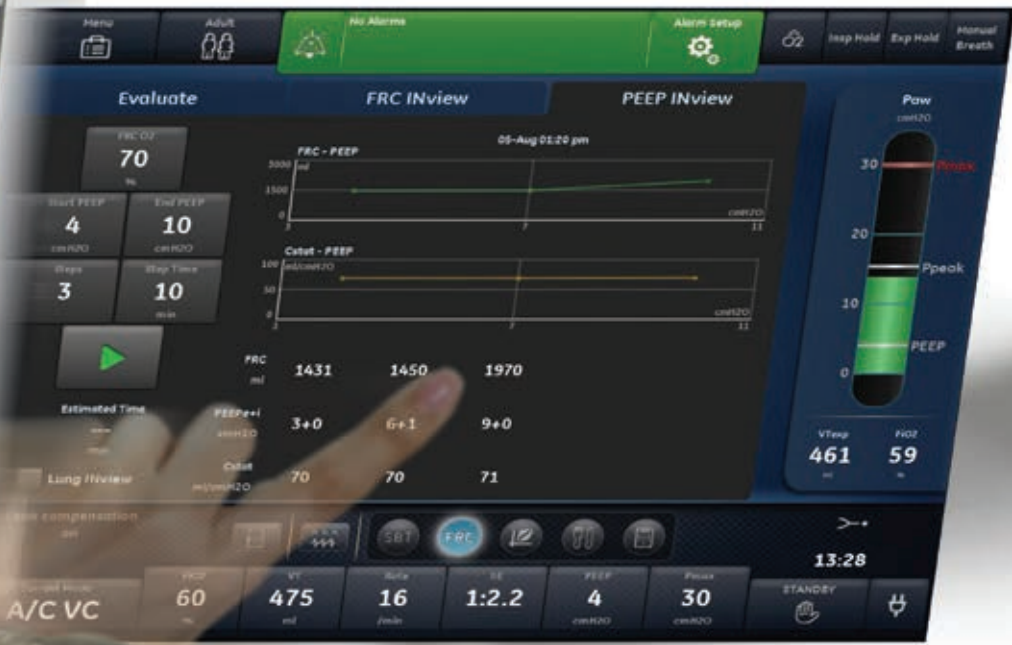 Menu
Adult
No Alarms
Alarm Setup
O2
Insp Hold
Exp Hold
Manual
Breath
Evaluate
FRC INview
PEEP INview
FRC O2
70
%
Start PEEP
4
cmH2O
End PEEP
10
cmH2O
Steps
3
Step Time
10
min
Estimated Time
Lung INview
05-Aug 01:20 pm
FRC - PEEP
3000 ml
1500
0
3
7
11
cmH2O
Cstat - PEEP
100 ml/cmH2O
50
0
3
7
11
cmH2O
FRC
ml
1431
1450
1970
PEEPe+i
cmH2O
3+0
6+1
9+0
Cstat
ml/cmH2O
70
70
71
Paw
cmH2O
30
Pmax
20
Ppeak
10
PEEP
0
VTexp
461
ml
FiO2
59
%
compensation
SBT
FRC
13:28
A/C VC
FiO2
60
%
VT
475
ml
Rate
16
/min
I:E
1:2.2
PEEP
4
cmH2O
Pmax
30
cmH2O
STANDBY